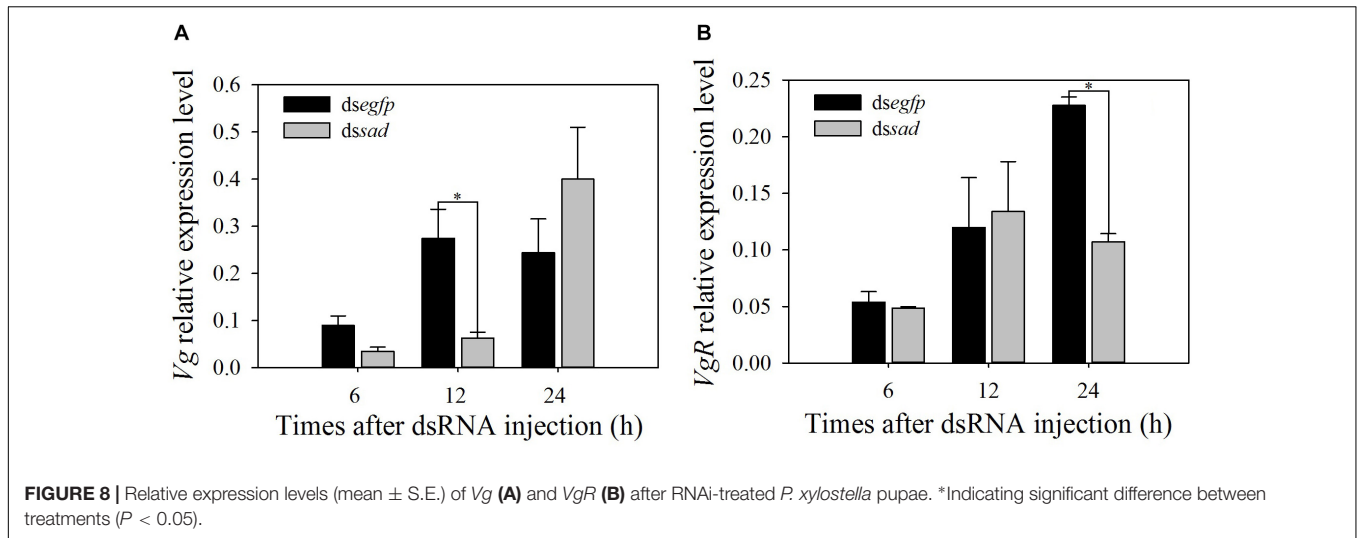 A
Vg relative expression level
0.6
0.5
0.4
0.3
0.2
0.1
0.0
dsegfp
dssad
*
6
12
24
Times after dsRNA injection (h)
B
VgR relative expression level
0.25
0.20
0.15
0.10
0.05
0.00
dsegfp
dssad
*
6
12
24
Times after dsRNA injection (h)
FIGURE 8 | Relative expression levels (mean ± S.E.) of Vg (A) and VgR (B) after RNAi-treated P. xylostella pupae. *Indicating significant difference between
treatments (P < 0.05).